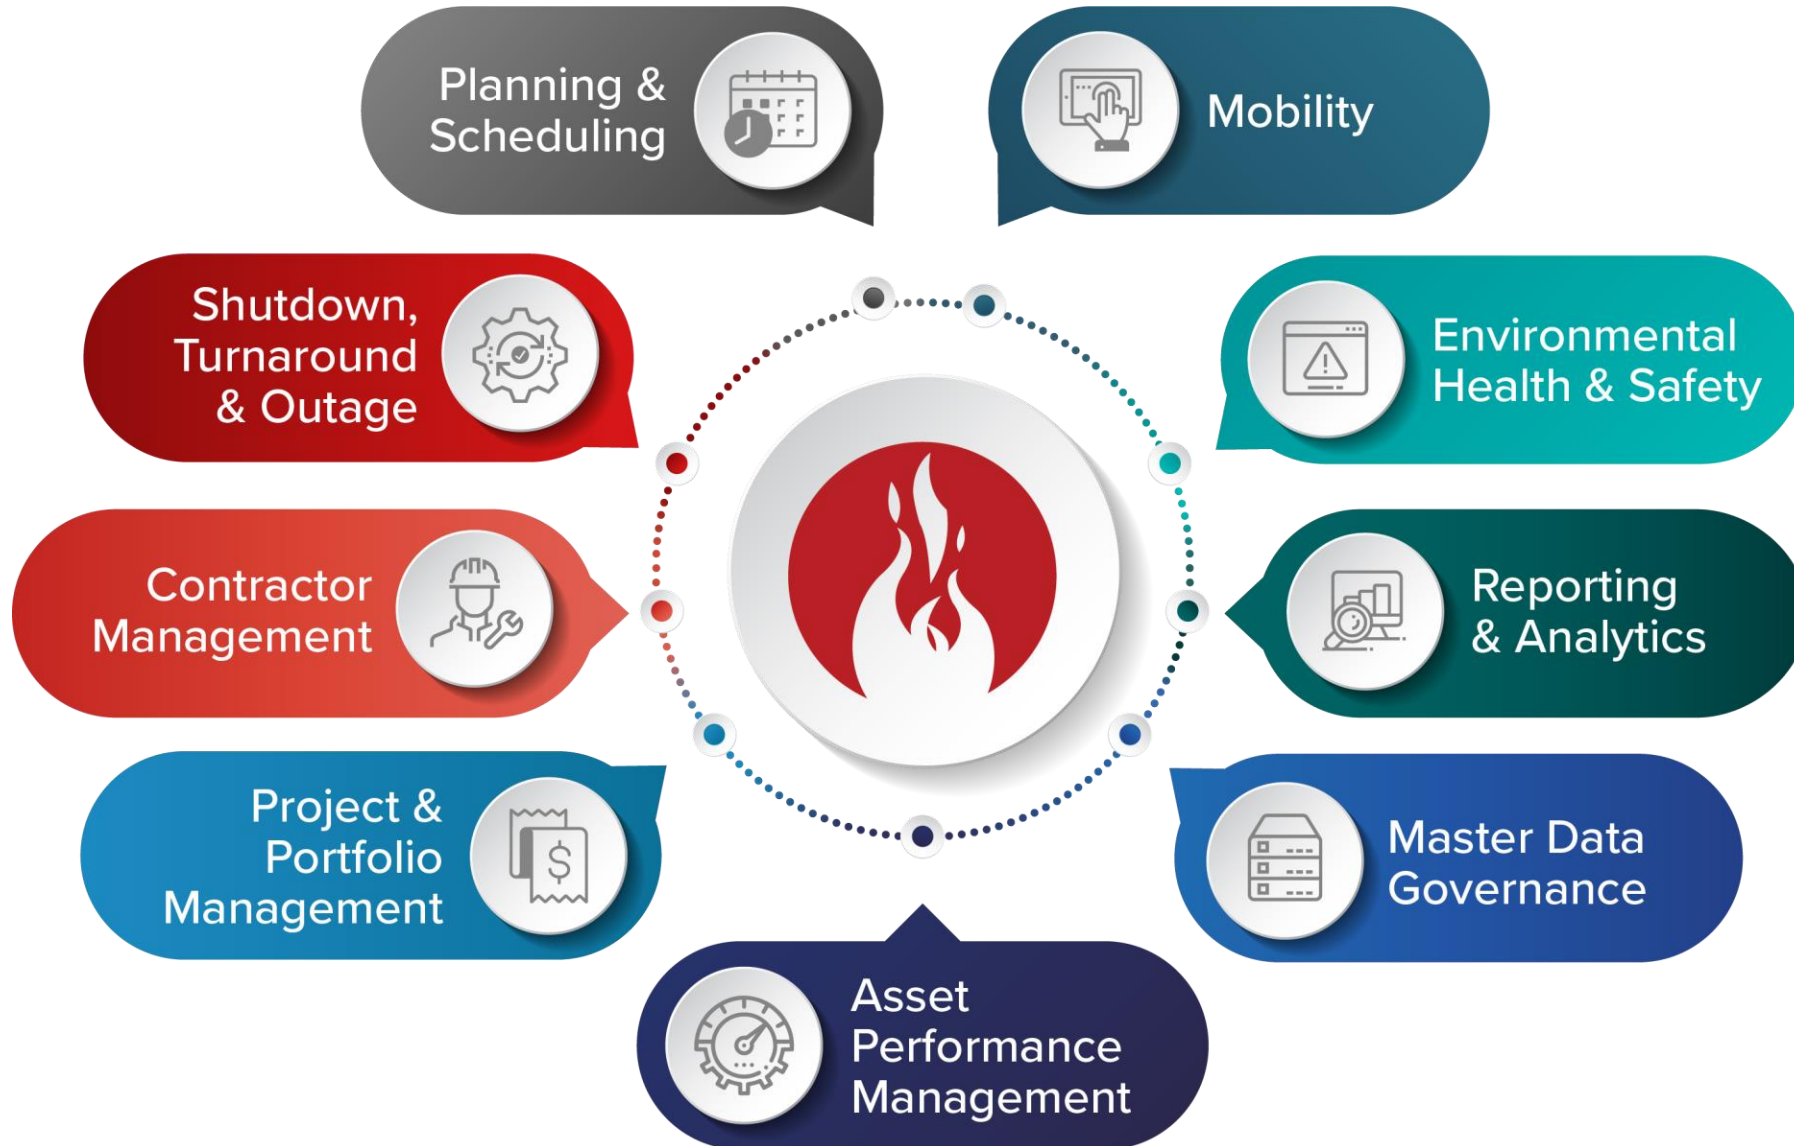 Planning &
Scheduling
Mobility
Shutdown,
Turnaround
& Outage
Environmental
Health & Safety
Contractor
Management
Reporting
& Analytics
Project &
Portfolio
Management
Master Data
Governance
Asset
Performance
Management